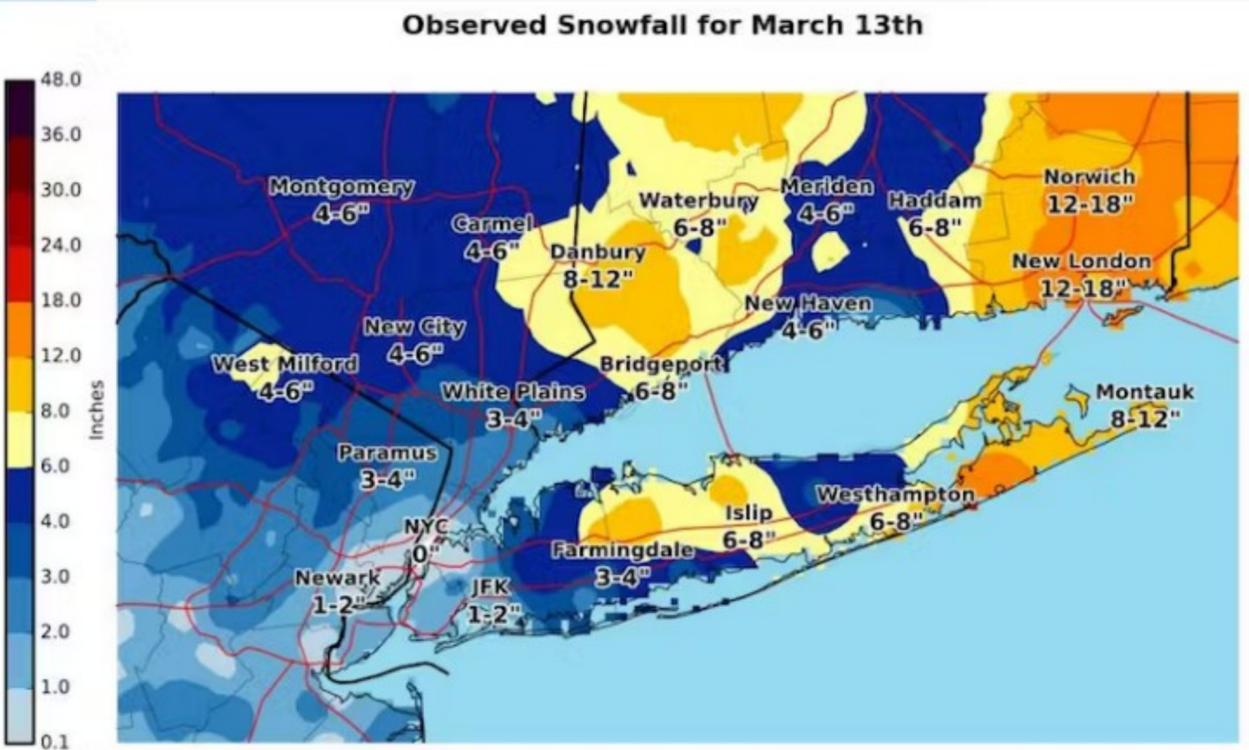 Observed Snowfall for March 13th
48.0
36.0
30.0
24.0
18.0
12.0
8.0
6.0
4.0
3.0
2.0
1.0
0.1
Inches
Montgomery
4-6"
Carmel
4-6"
Waterbury
6-8"
Meriden
4-6"
Haddam
6-8"
Norwich
12-18"
Danbury
8-12"
New London
12-18"
New Haven
4-6"
New City
4-6"
West Milford
4-6"
White Plains
3-4"
Bridgeport
6-8"
Montauk
8-12"
Paramus
3-4"
Westhampton
6-8"
Islip
6-8"
NYC
0"
Farmingdale
3-4"
Newark
1-2"
JFK
1-2"